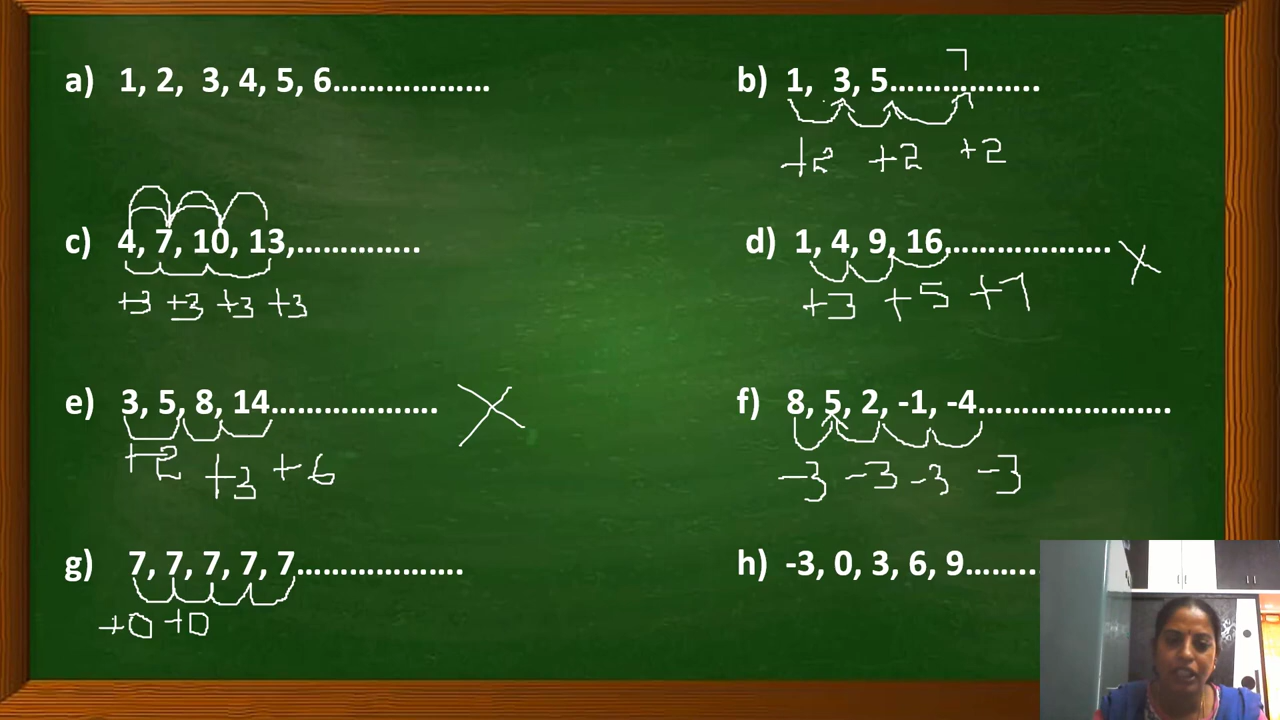 a) 1, 2, 3, 4, 5, 6………………
b) 1, 3, 5……………..
7
+2 +2 +2
c) 4, 7, 10, 13,…………..
+3 +3 +3 +3
d) 1, 4, 9, 16………………. X
+3 +5 +7
e) 3, 5, 8, 14………………. X
+2 +3 +6
f) 8, 5, 2, -1, -4………………….
-3 -3 -3 -3
g) 7, 7, 7, 7, 7……………….
+0 +0
h) -3, 0, 3, 6, 9……..